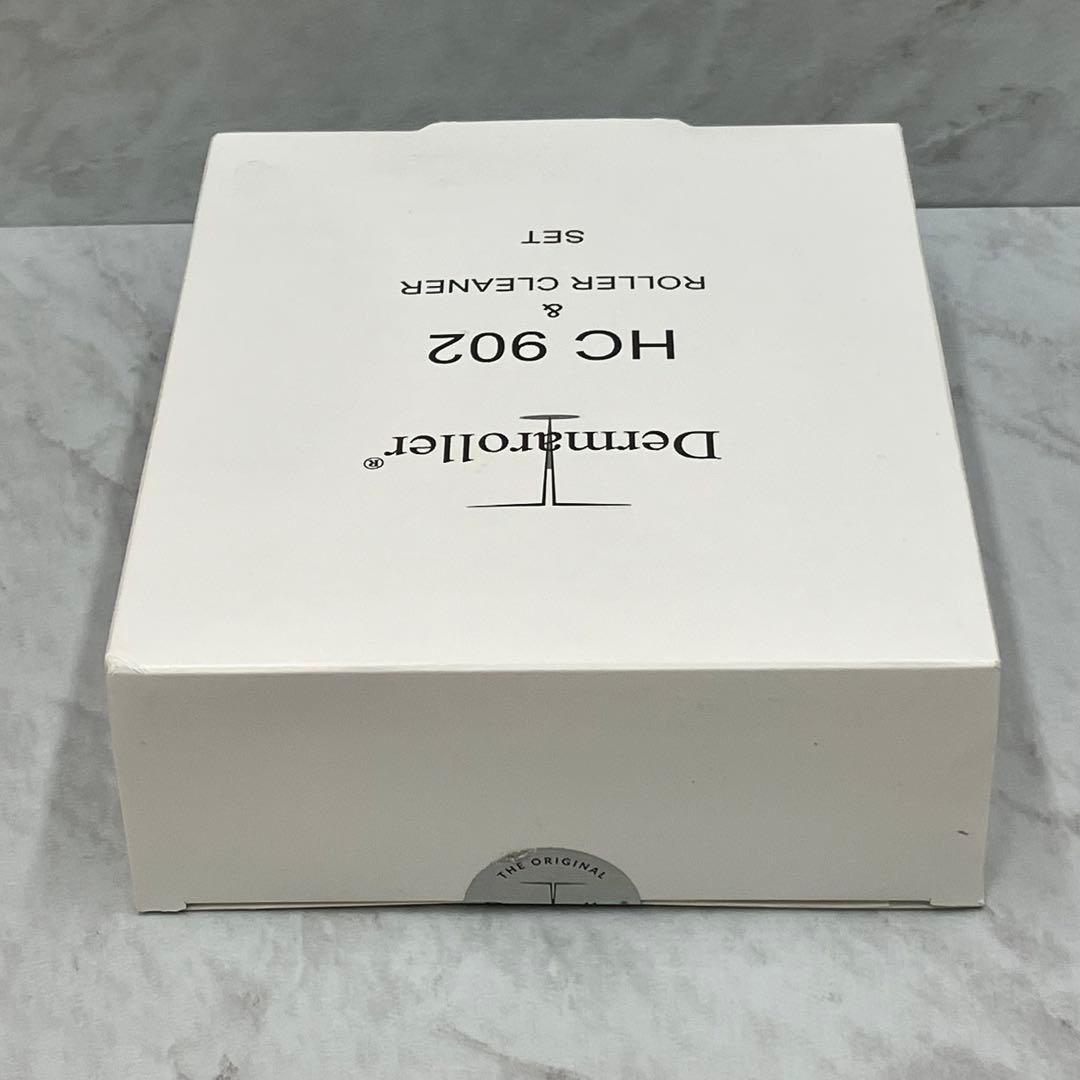 Dermaroller®
HC 902
&
ROLLER CLEANER
SET
THE ORIGINAL